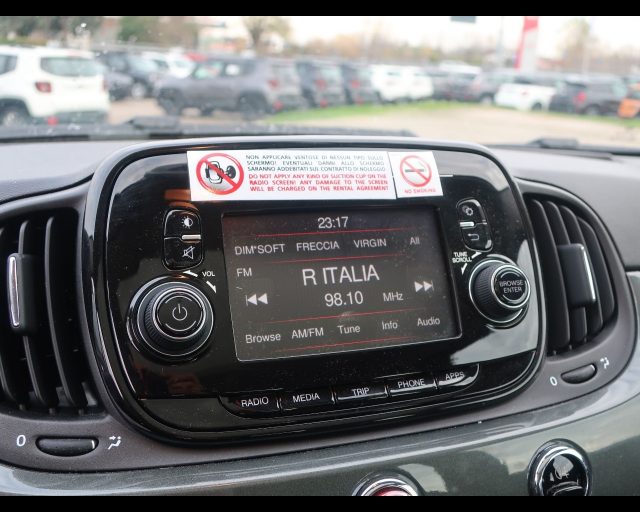 NON APPLICARE VENTOSE DI NESSUN TIPO SULLO
SCHERMO! EVENTUALI DANNI ALLO SCHERMO
SARANNO ADDEBITATI SUL CONTRATTO DI NOLEGGIO
DO NOT APPLY ANY KIND OF SUCTION CUP ON THE
RADIO SCREEN! ANY DAMAGE TO THE SCREEN
WILL BE CHARGED ON THE RENTAL AGREEMENT
NO SMOKING
23:17
DIM*SOFT FRECCIA VIRGIN All
FM
R ITALIA
98.10 MHz
Browse AM/FM Tune Info Audio
VOL
TUNE
SCROLL
BROWSE
ENTER
RADIO MEDIA TRIP PHONE APPS
0
0